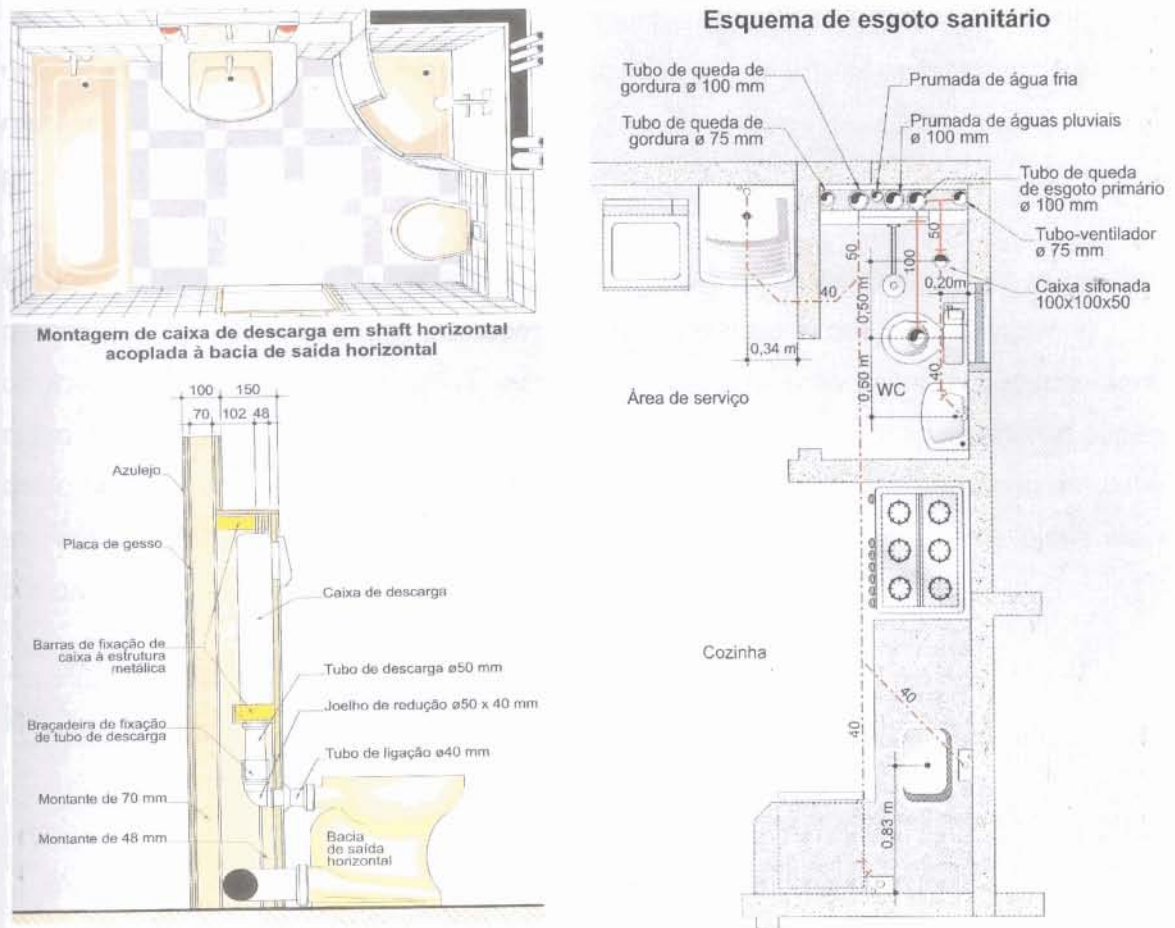 Montagem de caixa de descarga em shaft horizontal
acoplada à bacia de saída horizontal
100 150
70 102 48
Azulejo
Placa de gesso
Caixa de descarga
Barras de fixação de
caixa à estrutura
metálica
Tubo de descarga ø50 mm
Joelho de redução ø50 x 40 mm
Braçadeira de fixação
de tubo de descarga
Tubo de ligação ø40 mm
Montante de 70 mm
Montante de 48 mm
Bacia
de saída
horizontal
Esquema de esgoto sanitário
Tubo de queda de
gordura ø 100 mm
Prumada de água fria
Tubo de queda de
gordura ø 75 mm
Prumada de águas pluviais
ø 100 mm
Tubo de queda
de esgoto primário
ø 100 mm
Tubo-ventilador
ø 75 mm
Caixa sifonada
100x100x50
50
50
100
40
0,20m
0,50 m
0,34 m
0,50 m
40
WC
Área de serviço
Cozinha
40
40
0,83 m